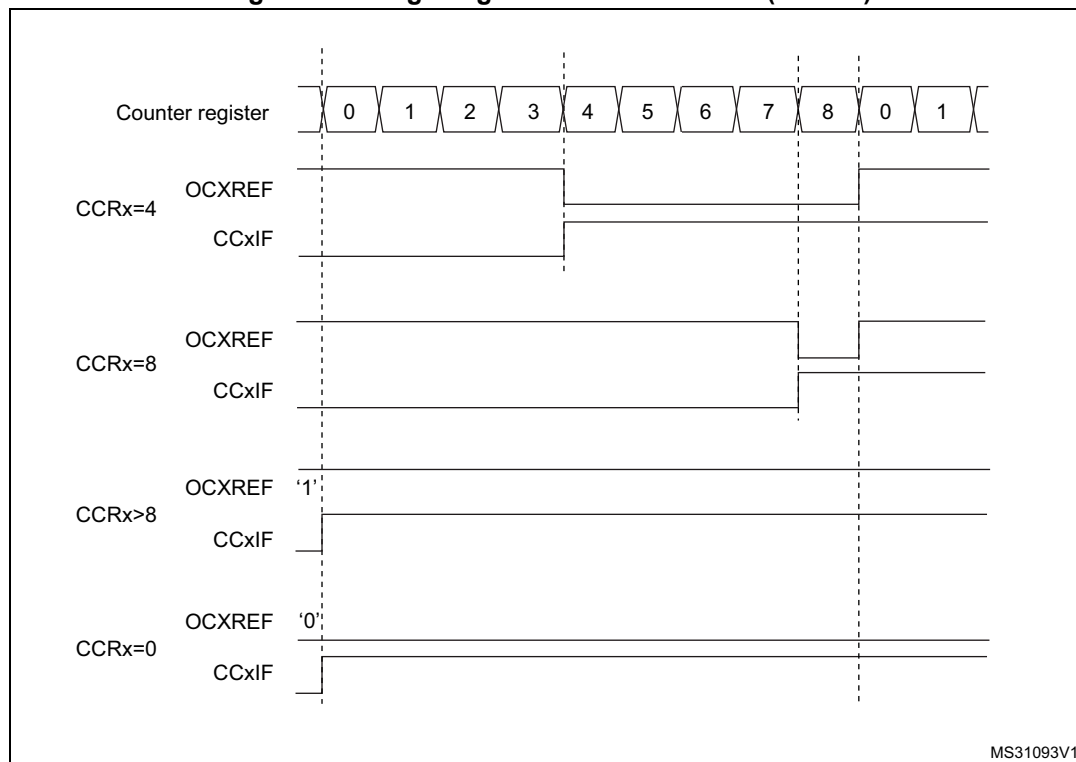 Counter register 0 1 2 3 4 5 6 7 8 0 1
OCXREF
CCRx=4
CCxIF
OCXREF
CCRx=8
CCxIF
OCXREF '1'
CCRx>8
CCxIF
OCXREF '0'
CCRx=0
CCxIF
MS31093V1